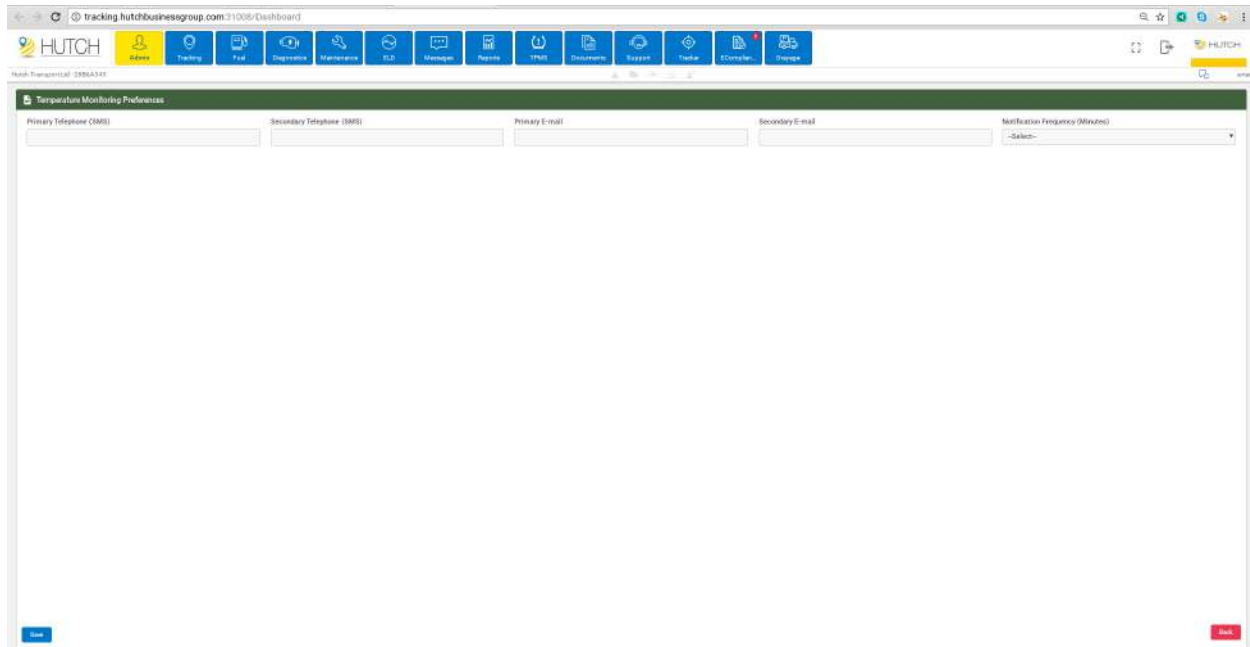 tracking.hutchbusinessgroup.com:31008/Dashboard
HUTCH
Admin Tracking Fuel Diagnostics Maintenance ELD Messages Reports TPMS Documents Support Tracker EComplian...
HUTCH
Temperature Monitoring Preferences
Primary Telephone (SMS) Secondary Telephone (SMS) Primary E-mail Secondary E-mail Notification Frequency (Minutes)
--Select--
Save Back